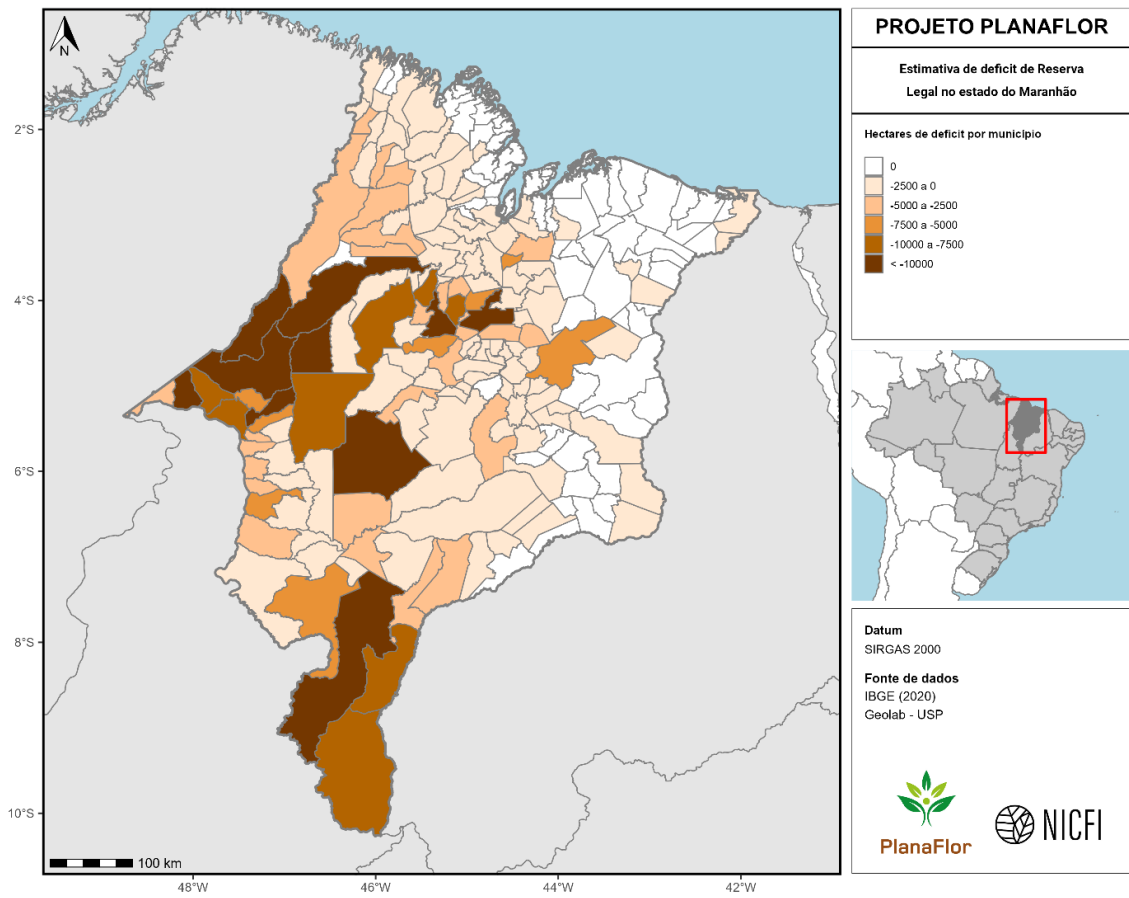 N
2°S
4°S
6°S
8°S
10°S
48°W
46°W
44°W
42°W
100 km
PROJETO PLANAFLOR
Estimativa de deficit de Reserva
Legal no estado do Maranhão
Hectares de deficit por município
0
-2500 a 0
-5000 a -2500
-7500 a -5000
-10000 a -7500
< -10000
Datum
SIRGAS 2000
Fonte de dados
IBGE (2020)
Geolab - USP
PlanaFlor
NICFI